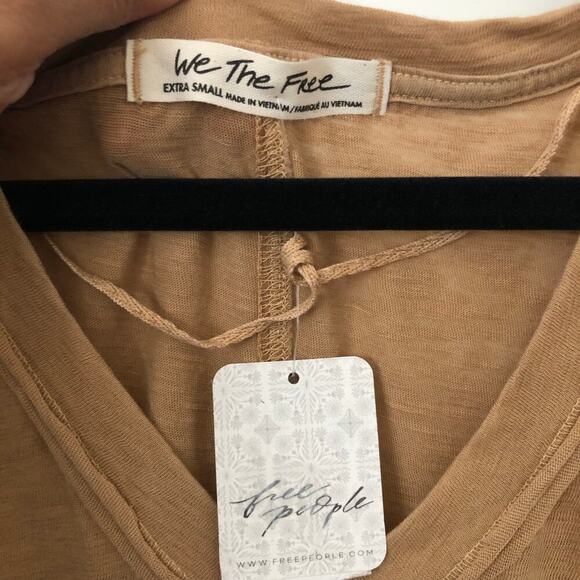 We The Free
EXTRA SMALL MADE IN VIETNAM/FABRIQUÉ AU VIETNAM
free
people
WWW.FREEPEOPLE.COM